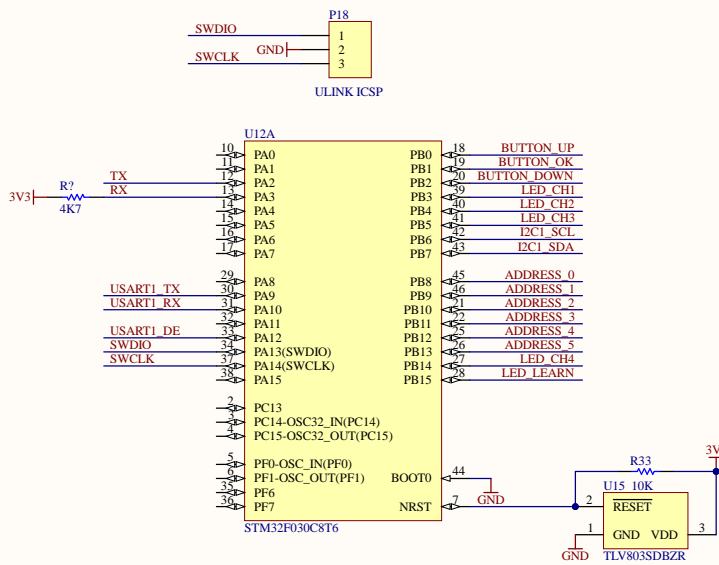 P18
SWDIO 1
GND 2
SWCLK 3
ULINK ICSP
U12A
10 PA0 PB0 18 BUTTON_UP
11 PA1 PB1 19 BUTTON_OK
TX 12 PA2 PB2 20 BUTTON_DOWN
3V3 R? 4K7 RX 13 PA3 PB3 39 LED_CH1
14 PA4 PB4 40 LED_CH2
15 PA5 PB5 41 LED_CH3
16 PA6 PB6 42 I2C1_SCL
17 PA7 PB7 43 I2C1_SDA
29 PA8 PB8 45 ADDRESS_0
USART1_TX 30 PA9 PB9 46 ADDRESS_1
USART1_RX 31 PA10 PB10 21 ADDRESS_2
32 PA11 PB11 22 ADDRESS_3
USART1_DE 33 PA12 PB12 25 ADDRESS_4
SWDIO 34 PA13(SWDIO) PB13 26 ADDRESS_5
SWCLK 37 PA14(SWCLK) PB14 27 LED_CH4
38 PA15 PB15 28 LED_LEARN
2 PC13
3 PC14-OSC32_IN(PC14)
4 PC15-OSC32_OUT(PC15)
5 PF0-OSC_IN(PF0)
6 PF1-OSC_OUT(PF1) BOOT0 44 GND
35 PF6
36 PF7 NRST 7
STM32F030C8T6
R33 3V
U15 10K
2 RESET
1 GND VDD 3
GND TLV803SDBZR